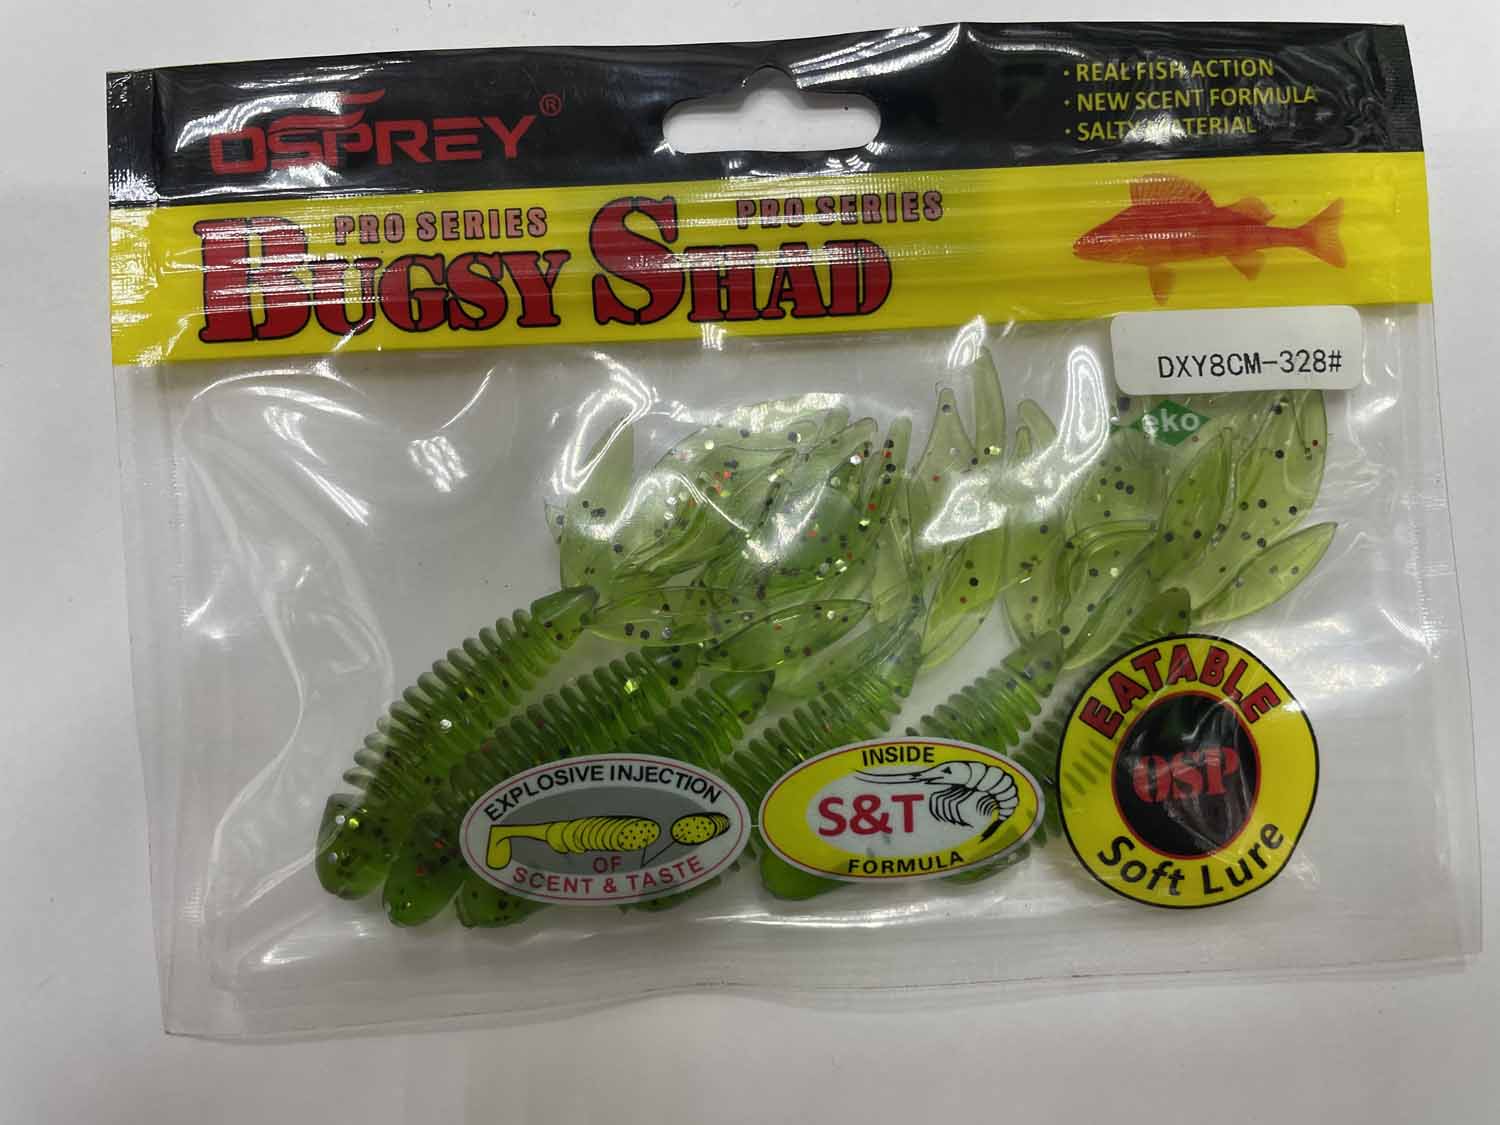 OSPREY®
· REAL FISH ACTION
· NEW SCENT FORMULA
· SALTY MATERIAL
PRO SERIES PRO SERIES
BUGSY SHAD
DXY8CM-328#
eko
EXPLOSIVE INJECTION
OF
SCENT & TASTE
INSIDE
S&T
FORMULA
EATABLE
OSP
Soft Lure